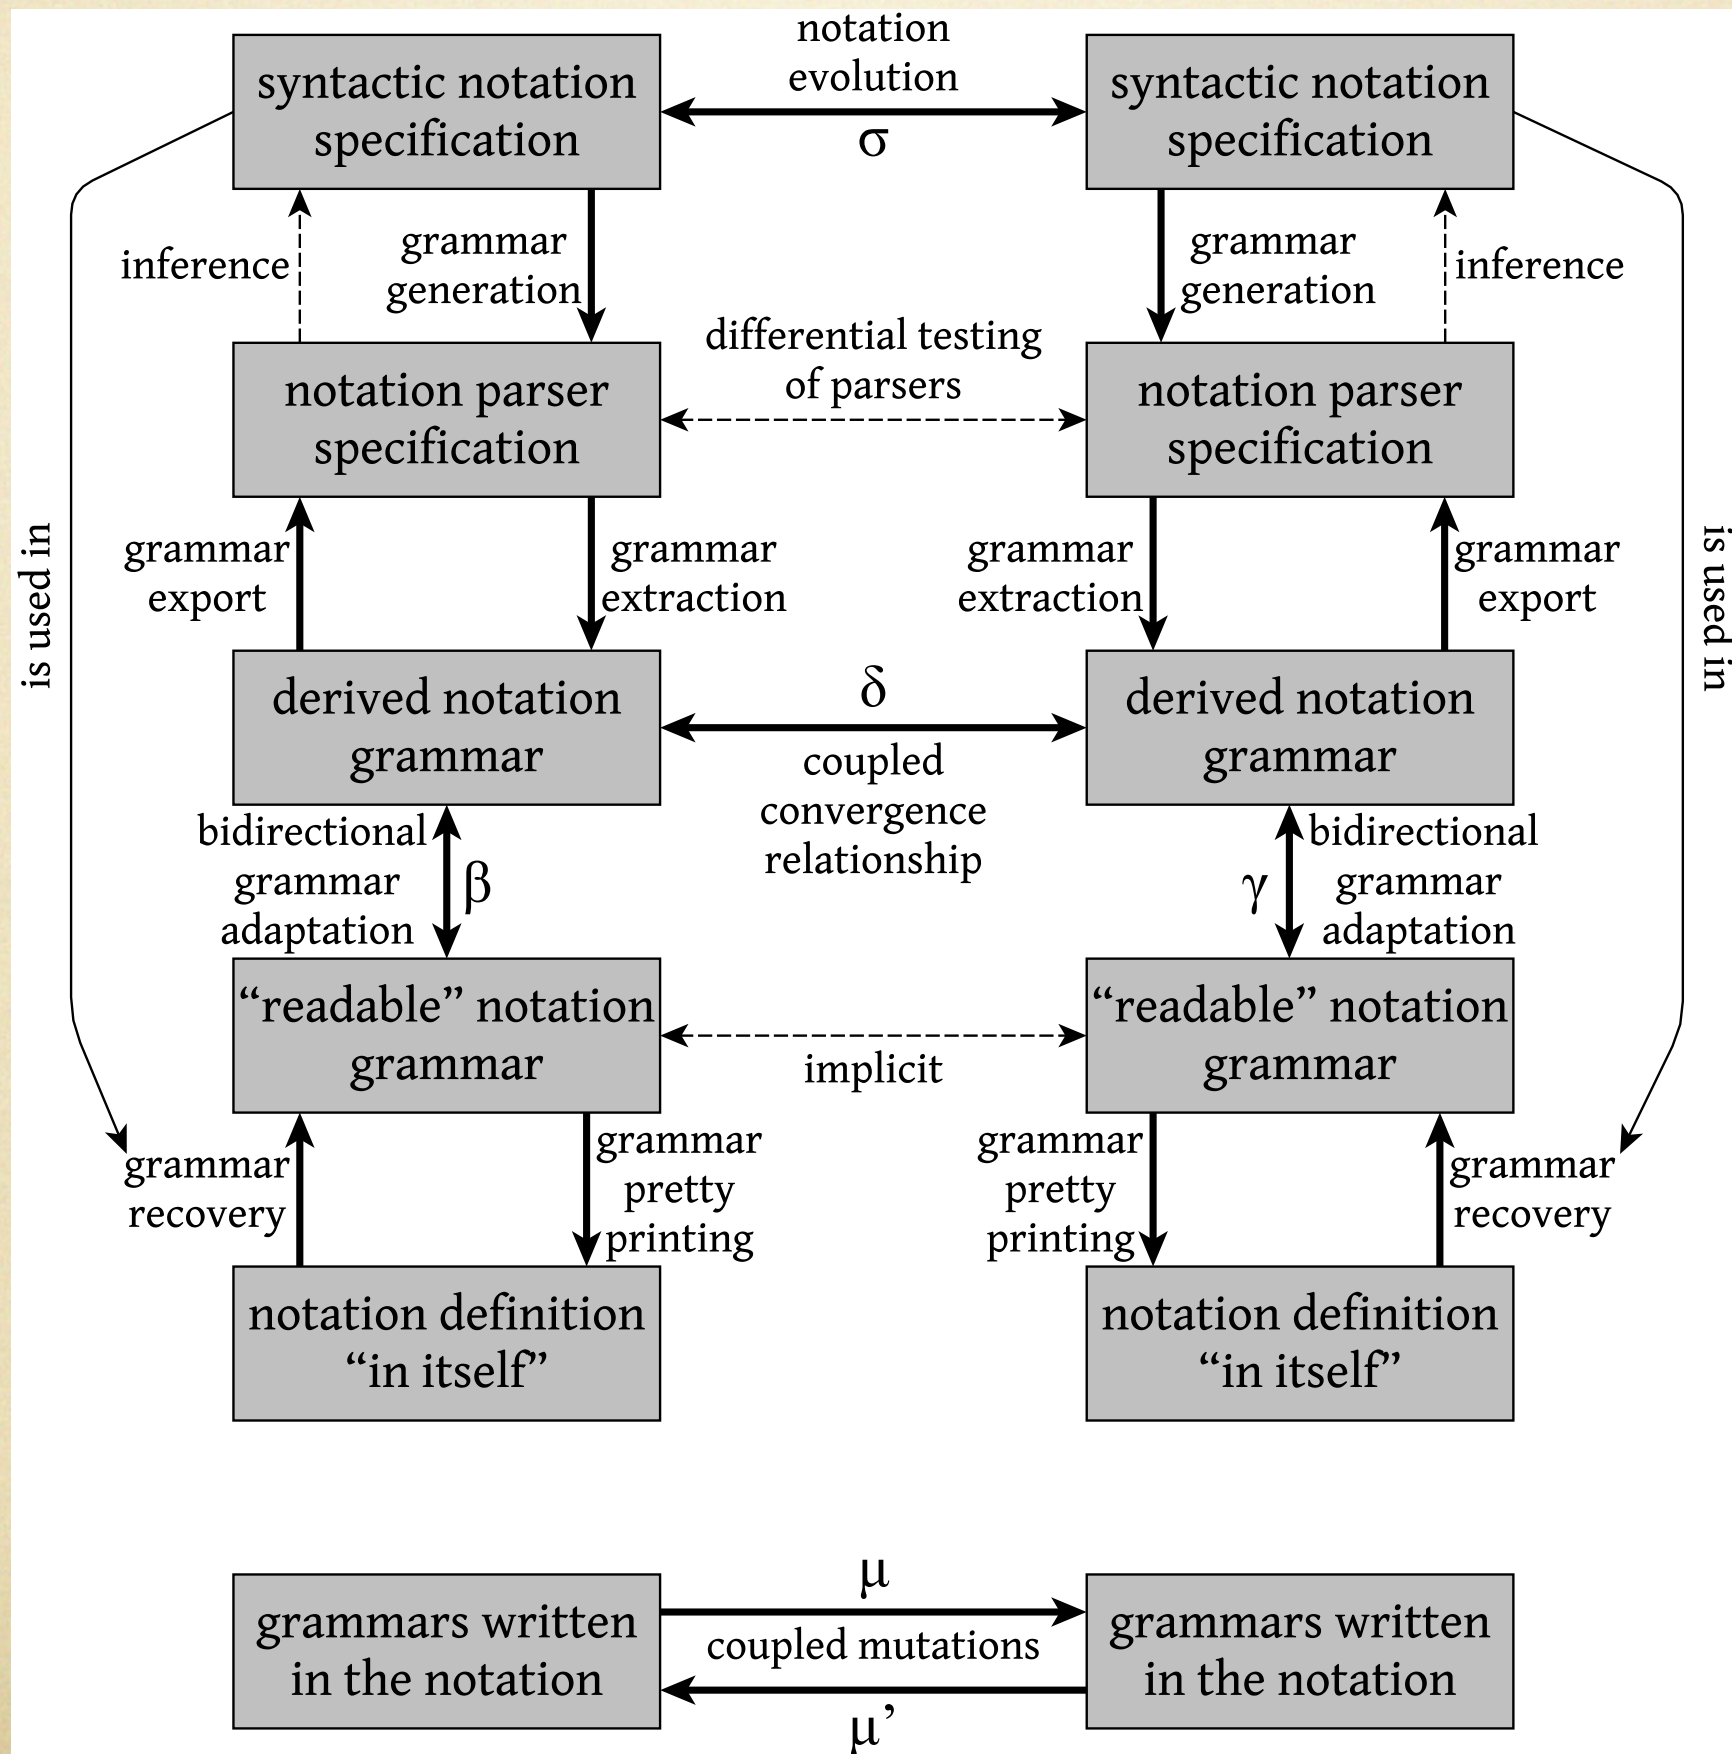 notation
evolution
syntactic notation
specification
σ
syntactic notation
specification
inference
grammar
generation
grammar
generation
inference
differential testing
of parsers
notation parser
specification
notation parser
specification
is used in
grammar
export
grammar
extraction
grammar
extraction
grammar
export
is used in
derived notation
grammar
δ
coupled
convergence
relationship
derived notation
grammar
bidirectional
grammar
adaptation
β
γ
bidirectional
grammar
adaptation
“readable” notation
grammar
implicit
“readable” notation
grammar
grammar
recovery
grammar
pretty
printing
grammar
pretty
printing
grammar
recovery
notation definition
“in itself”
notation definition
“in itself”
grammars written
in the notation
μ
coupled mutations
μ’
grammars written
in the notation